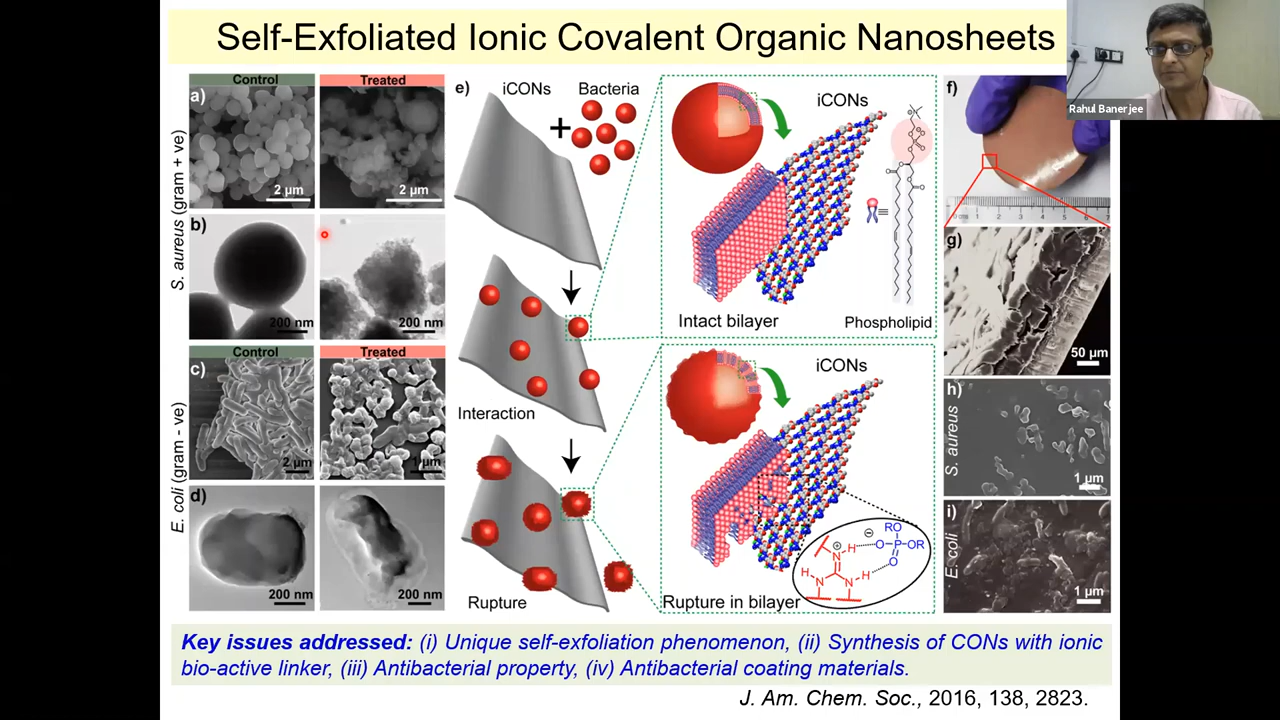 Self-Exfoliated Ionic Covalent Organic Nanosheets
Rahul Banerjee
Control
Treated
a)
2 µm
2 µm
S. aureus (gram + ve)
b)
200 nm
200 nm
Control
Treated
c)
2 µm
1 µm
E. coli (gram - ve)
d)
200 nm
200 nm
e)
iCONs
Bacteria
+
Interaction
Rupture
iCONs
Intact bilayer
Phospholipid
iCONs
Rupture in bilayer
RO
O
P
OR
O
N
H
H
N
N
H
f)
g)
50 µm
h)
S. aureus
1 µm
i)
E. coli
1 µm
Key issues addressed: (i) Unique self-exfoliation phenomenon, (ii) Synthesis of CONs with ionic
bio-active linker, (iii) Antibacterial property, (iv) Antibacterial coating materials.
J. Am. Chem. Soc., 2016, 138, 2823.